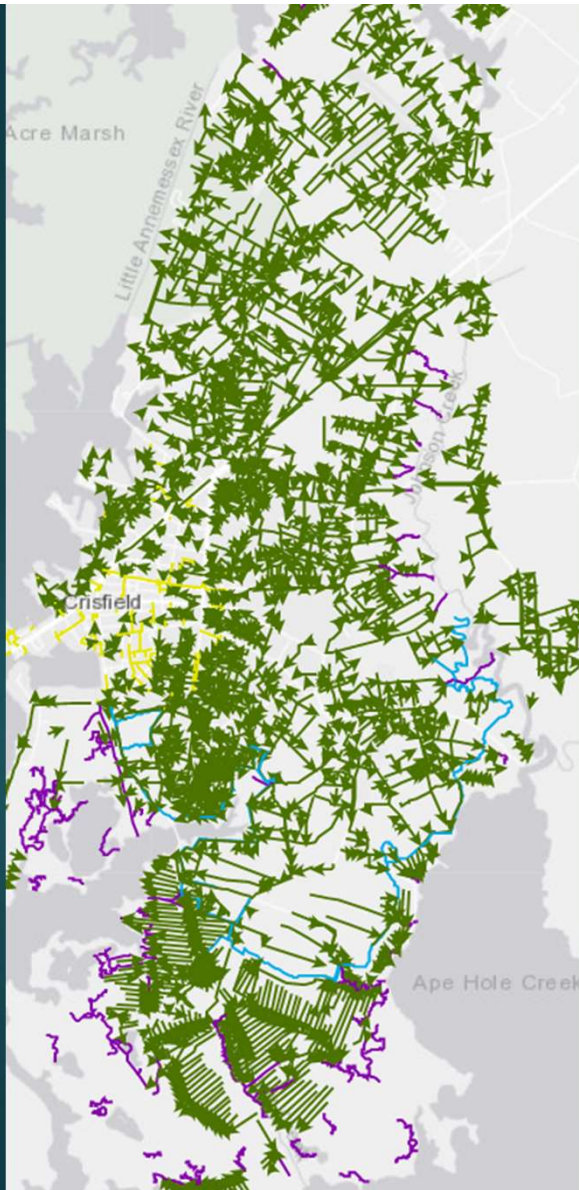 Acre Marsh
Little Annemessex River
Johnson Creek
Crisfield
Ape Hole Creek